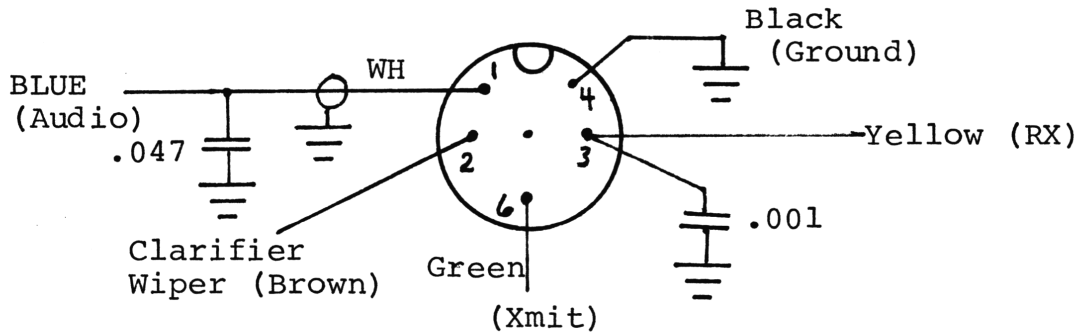 Black
(Ground)
WH
BLUE
(Audio)
.047
1
4
2
3
6
Yellow (RX)
.001
Clarifier
Wiper (Brown)
Green
(Xmit)